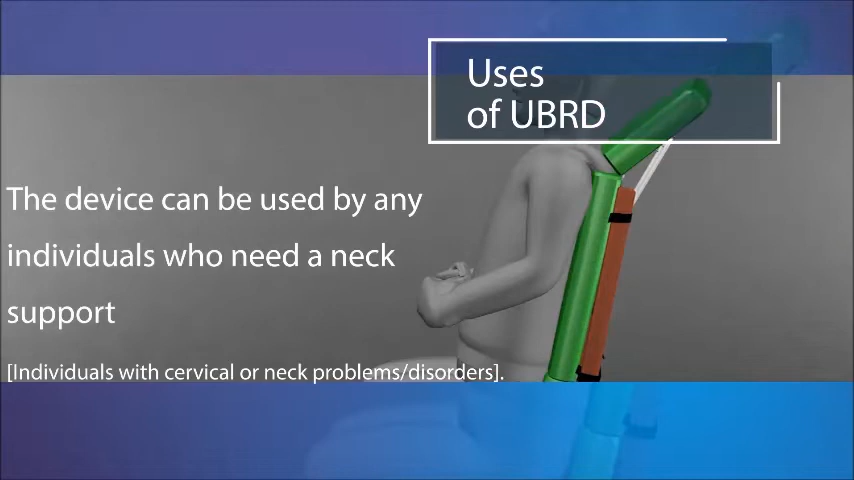 Uses
of UBRD
The device can be used by any
individuals who need a neck
support
[Individuals with cervical or neck problems/disorders].